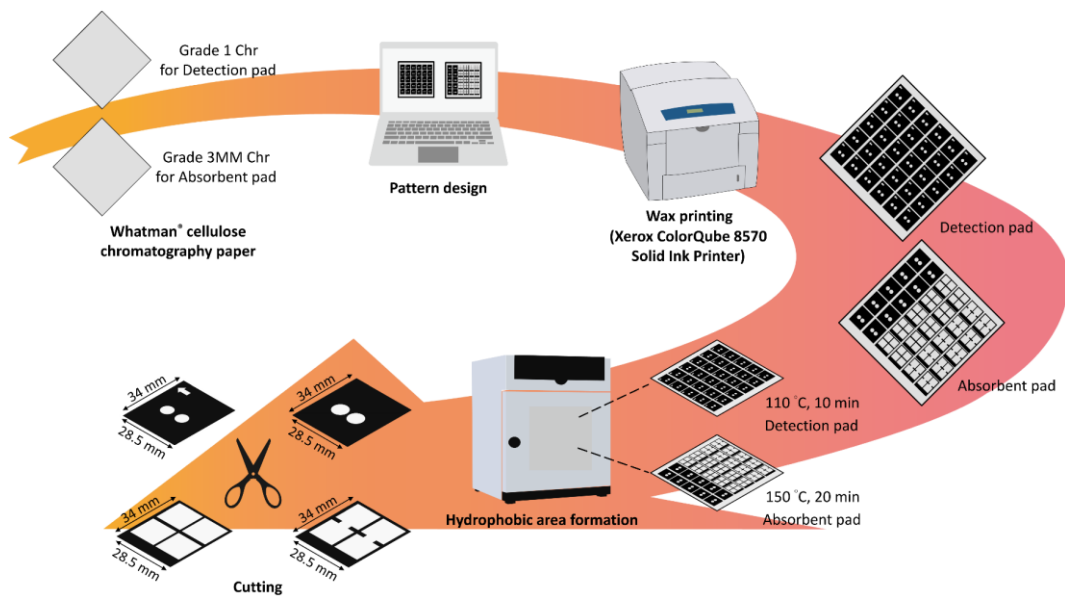 Grade 1 Chr
for Detection pad
Grade 3MM Chr
for Absorbent pad
Whatman® cellulose
chromatography paper
Pattern design
Wax printing
(Xerox ColorQube 8570
Solid Ink Printer)
Detection pad
Absorbent pad
110 °C, 10 min
Detection pad
150 °C, 20 min
Absorbent pad
Hydrophobic area formation
34 mm
28.5 mm
34 mm
28.5 mm
34 mm
28.5 mm
34 mm
28.5 mm
Cutting